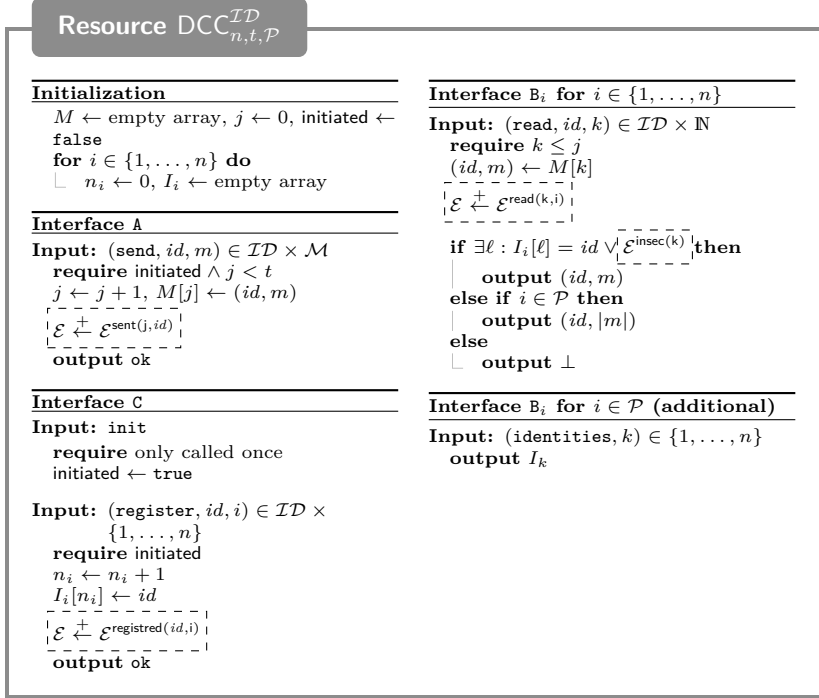 Resource DCC^{ID}_{n,t,P}
Initialization
M ← empty array, j ← 0, initiated ←
false
for i ∈ {1, . . . , n} do
n_i ← 0, I_i ← empty array
Interface A
Input: (send, id, m) ∈ ID × M
require initiated ∧ j < t
j ← j + 1, M[j] ← (id, m)
ℰ +← ℰ^{sent(j,id)}
output ok
Interface C
Input: init
require only called once
initiated ← true
Input: (register, id, i) ∈ ID ×
{1, . . . , n}
require initiated
n_i ← n_i + 1
I_i[n_i] ← id
ℰ +← ℰ^{registred(id,i)}
output ok
Interface B_i for i ∈ {1, . . . , n}
Input: (read, id, k) ∈ ID × ℕ
require k ≤ j
(id, m) ← M[k]
ℰ +← ℰ^{read(k,i)}
if ∃ℓ : I_i[ℓ] = id ∨ ℰ^{insec(k)} then
output (id, m)
else if i ∈ P then
output (id, |m|)
else
output ⊥
Interface B_i for i ∈ P (additional)
Input: (identities, k) ∈ {1, . . . , n}
output I_k